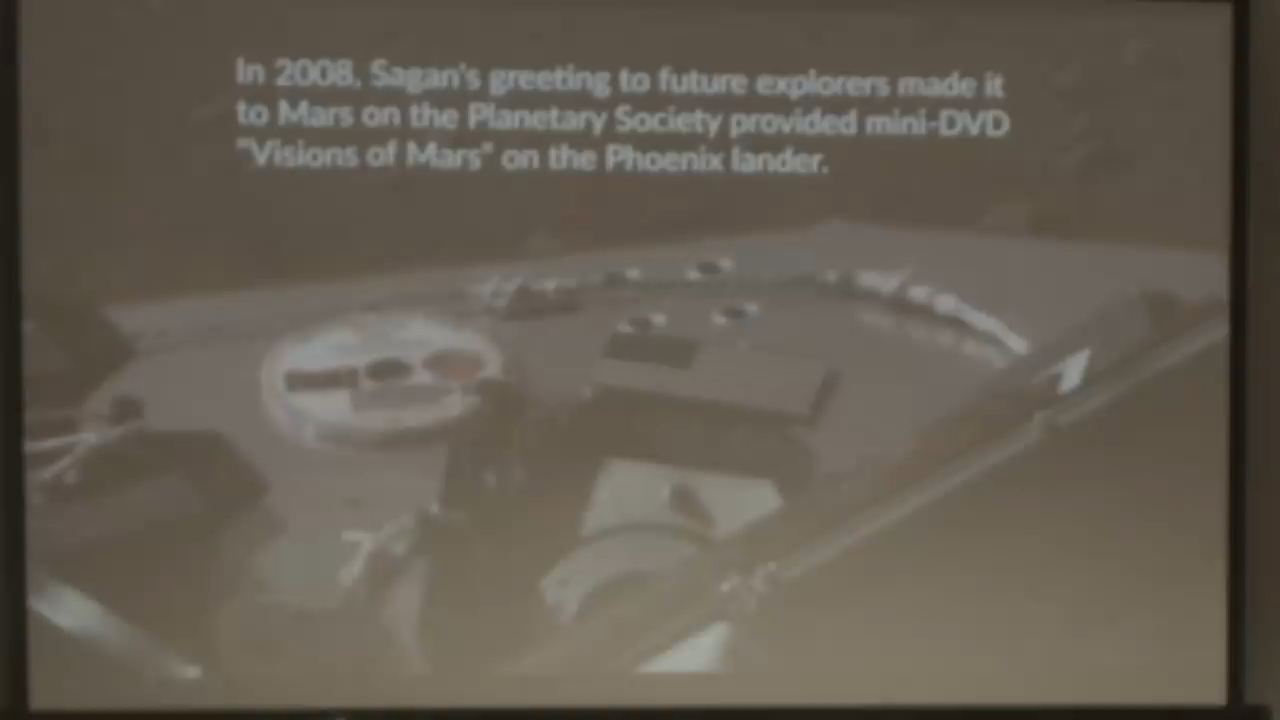 In 2008, Sagan's greeting to future explorers made it
to Mars on the Planetary Society provided mini-DVD
"Visions of Mars" on the Phoenix lander.